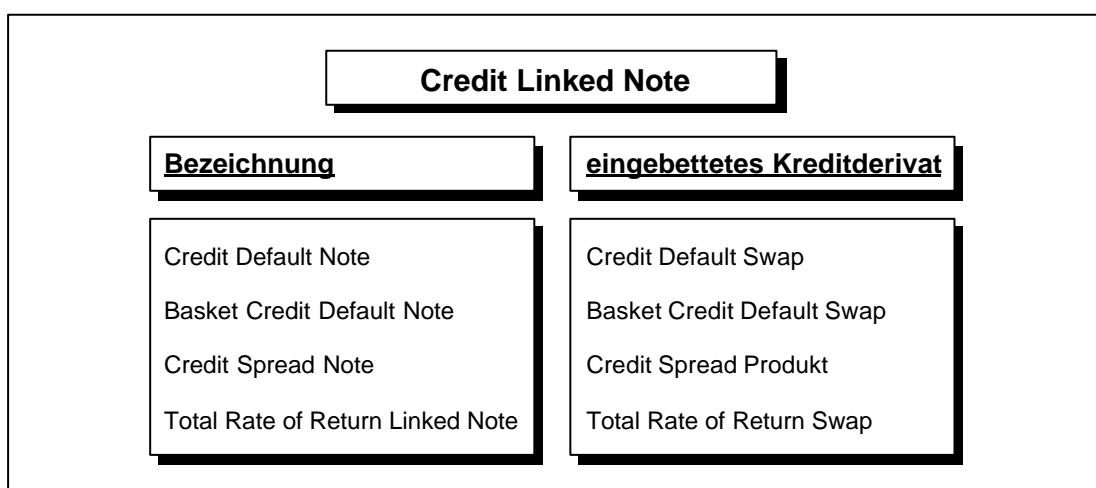 Credit Linked Note
Bezeichnung
eingebettetes Kreditderivat
Credit Default Note
Credit Default Swap
Basket Credit Default Note
Basket Credit Default Swap
Credit Spread Note
Credit Spread Produkt
Total Rate of Return Linked Note
Total Rate of Return Swap